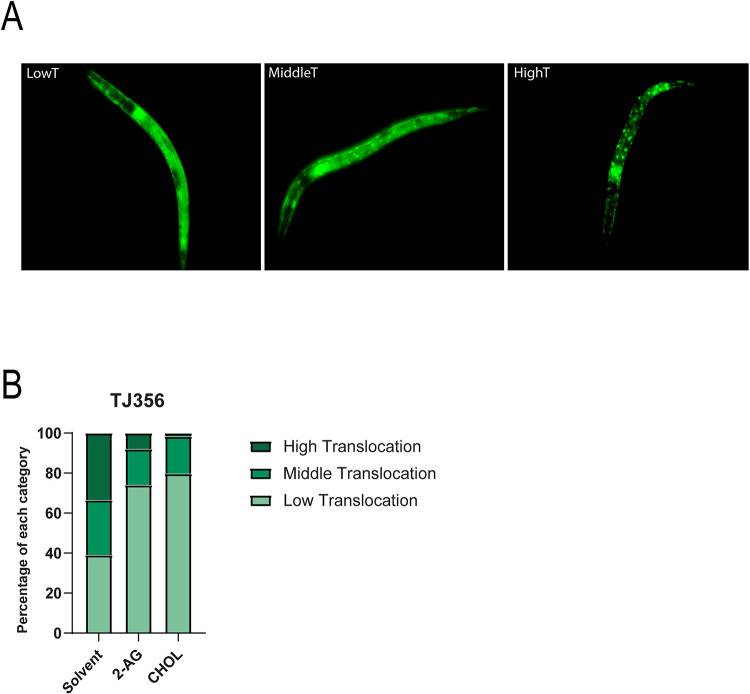 A
LowT
MiddleT
HighT
B
TJ356
Percentage of each category
100
80
60
40
20
0
Solvent
2-AG
CHOL
High Translocation
Middle Translocation
Low Translocation